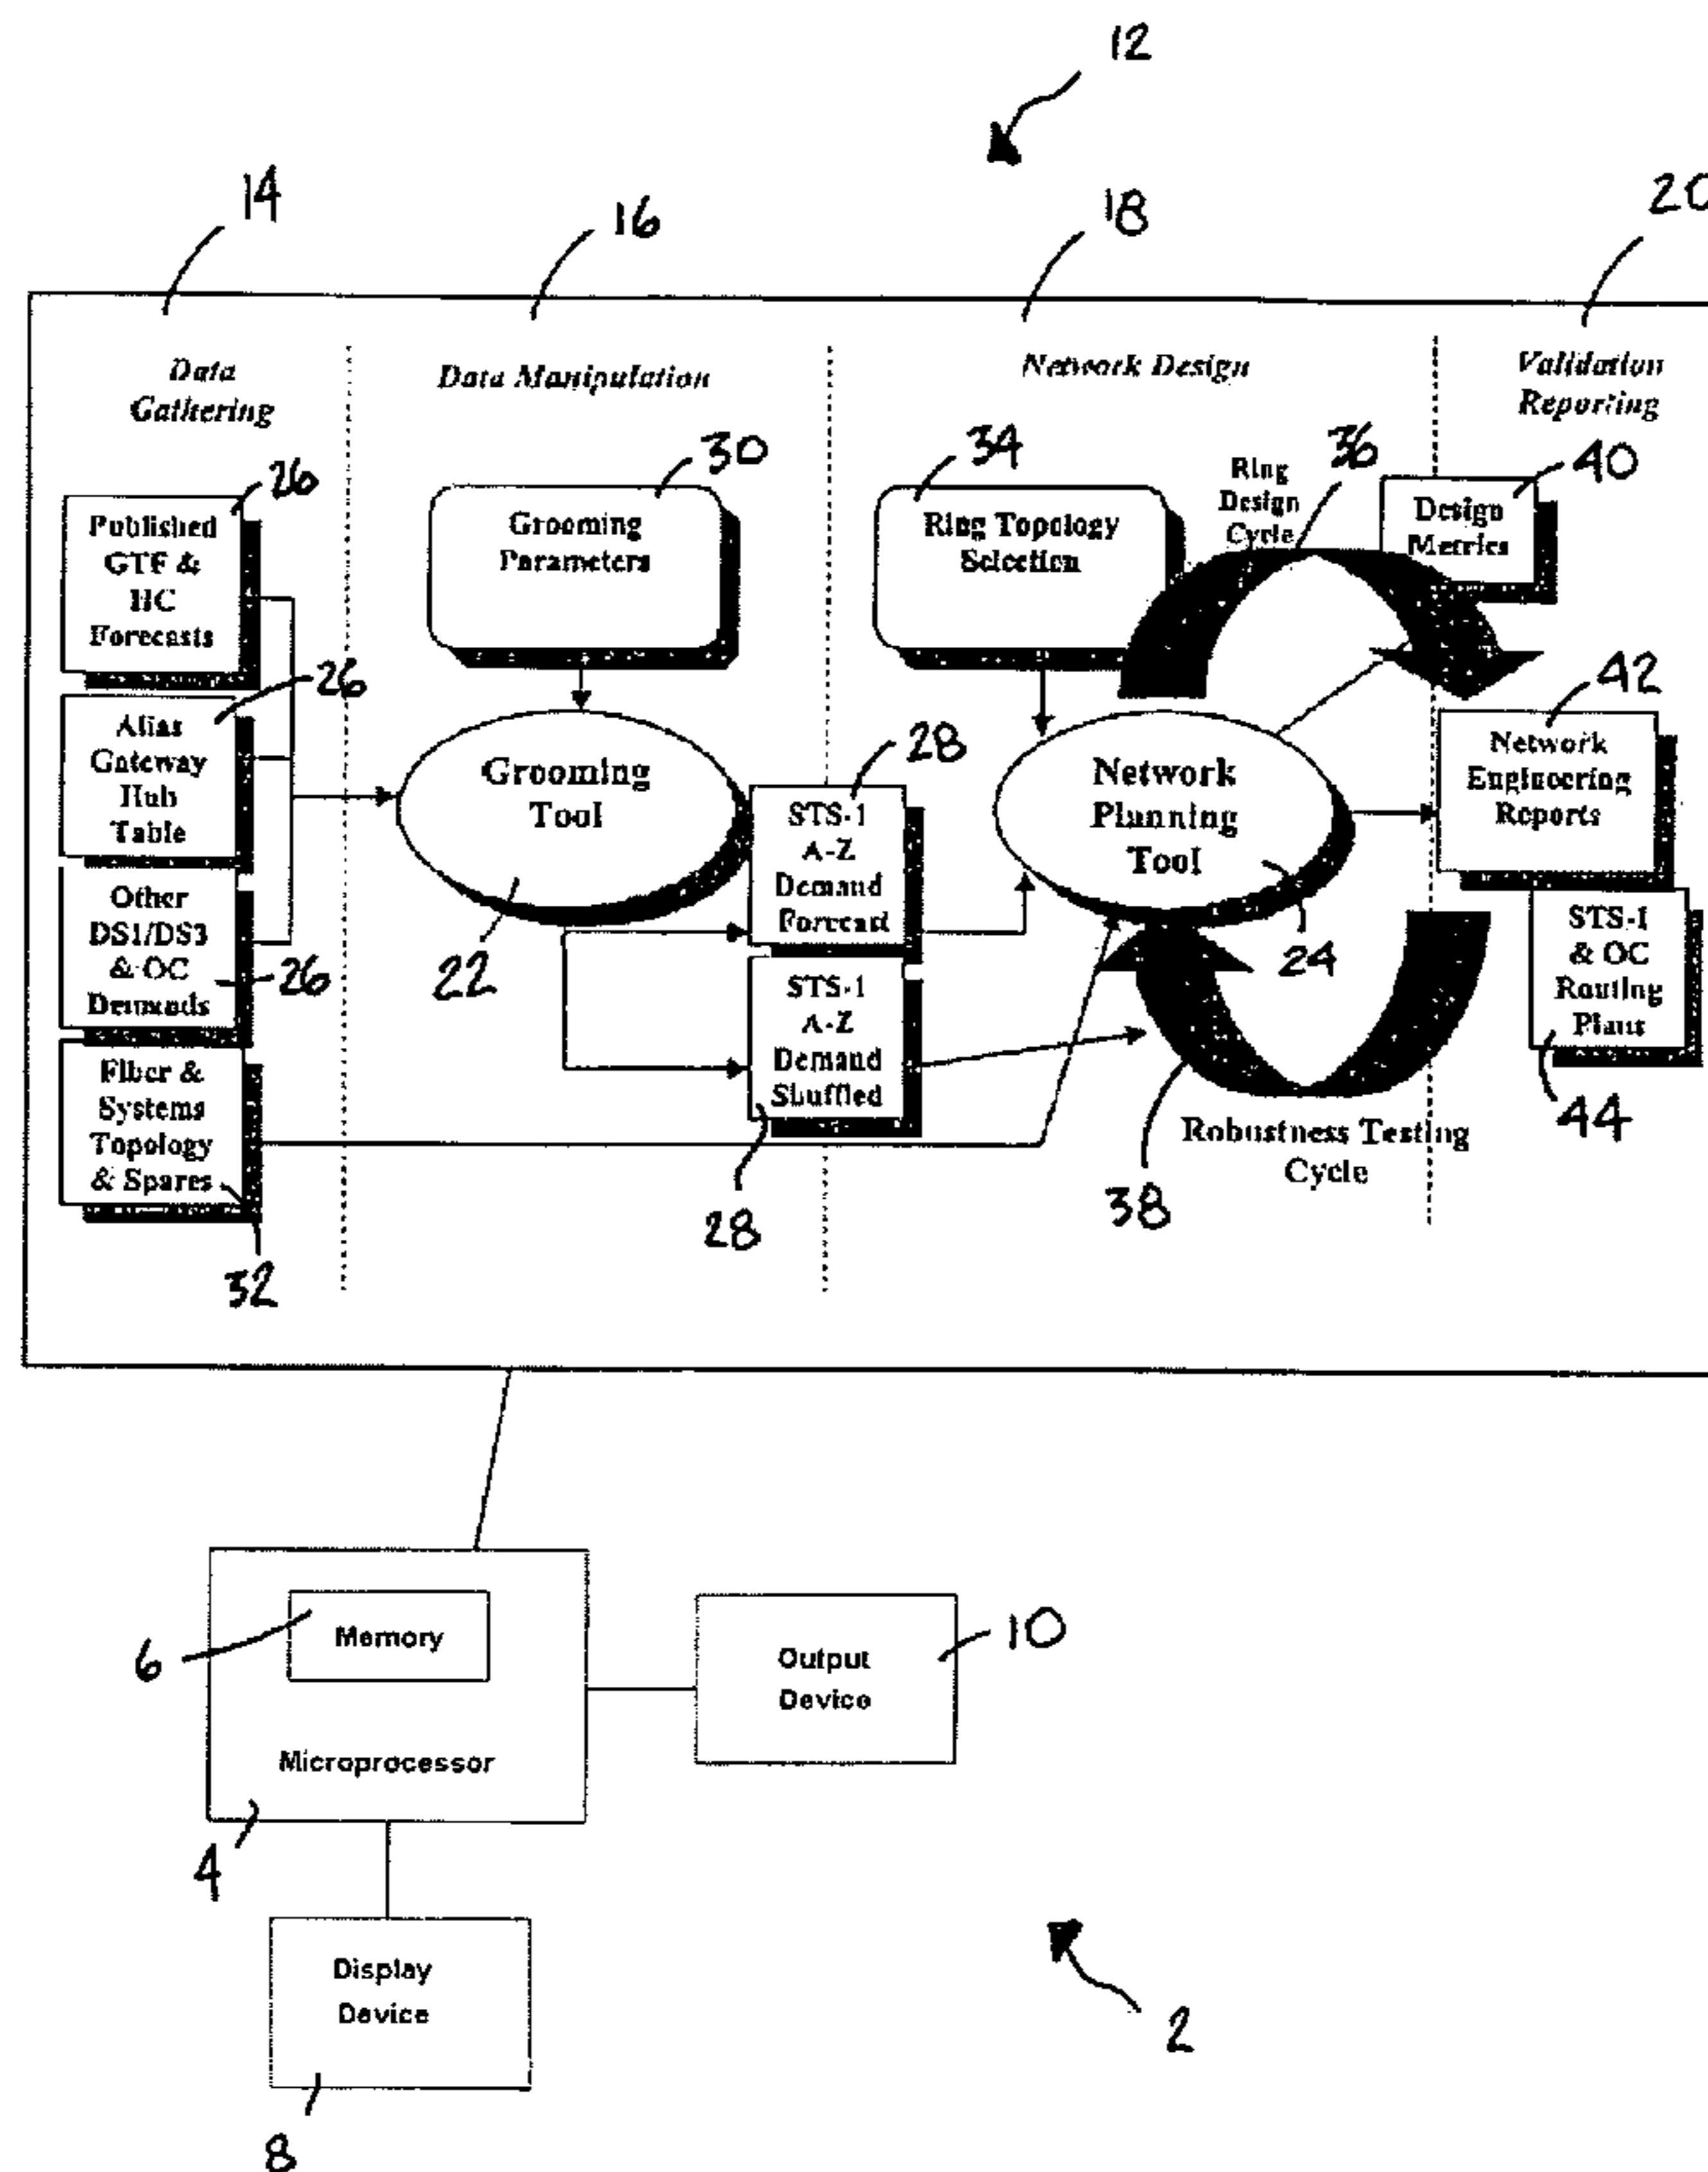 12
14
16
18
20
Data
Gathering
Data Manipulation
Network Design
Validation
Reporting
26
Published
GTF &
IIC
Forecasts
30
Grooming
Parameters
34
Ring Topology
Selection
Ring
Design
Cycle
36
40
Design
Metrics
26
Alias
Gateway
Hub
Table
Grooming
Tool
22
28
STS-1
A-Z
Demand
Forecast
Network
Planning
Tool
24
42
Network
Engineering
Reports
Other
DS1/DS3
& OC
Demands
26
STS-1
A-Z
Demand
Shuffled
28
STS-1
& OC
Routing
Plans
44
Fiber &
Systems
Topology
& Spares
32
38
Robustness Testing
Cycle
6
Memory
Microprocessor
4
Output
Device
10
Display
Device
8
2